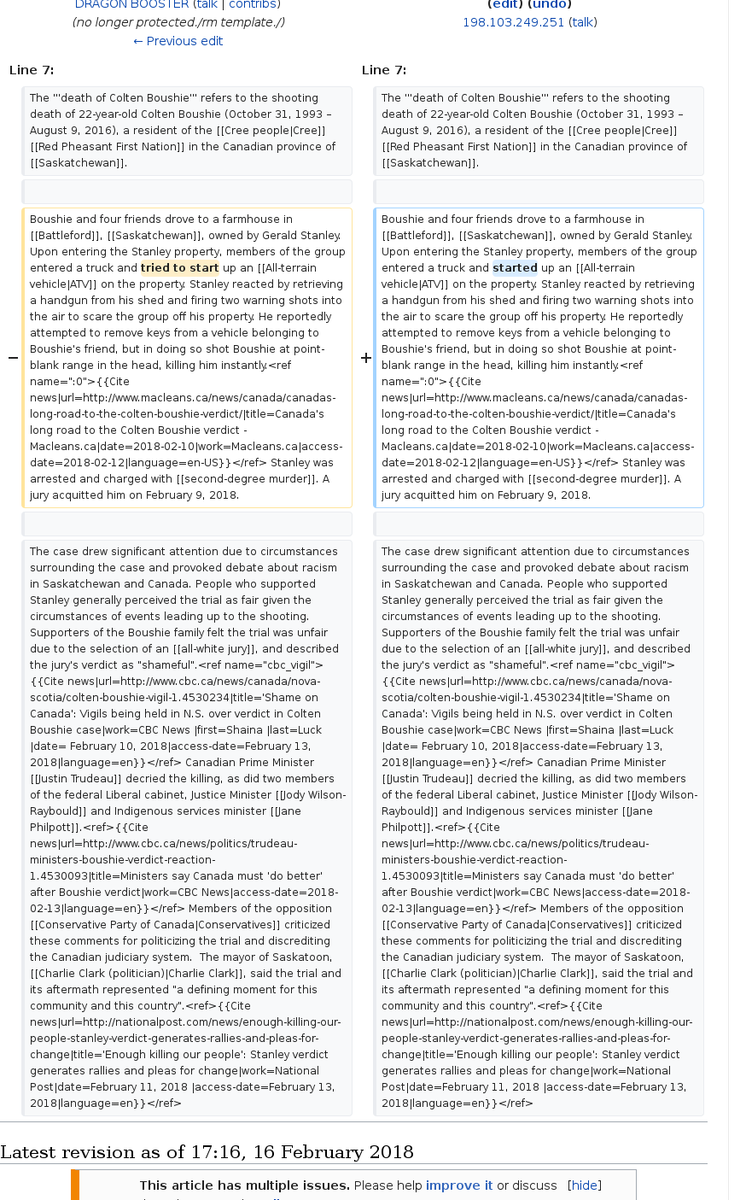 DRAGON BOOSTER (talk | contribs)
(no longer protected./rm template./)
← Previous edit
(edit) (undo)
198.103.249.251 (talk)
Line 7:
The '''death of Colten Boushie''' refers to the shooting
death of 22-year-old Colten Boushie (October 31, 1993 –
August 9, 2016), a resident of the [[Cree people|Cree]]
[[Red Pheasant First Nation]] in the Canadian province of
[[Saskatchewan]].
Boushie and four friends drove to a farmhouse in
[[Battleford]], [[Saskatchewan]], owned by Gerald Stanley.
Upon entering the Stanley property, members of the group
entered a truck and tried to start up an [[All-terrain
vehicle|ATV]] on the property. Stanley reacted by retrieving
a handgun from his shed and firing two warning shots into
the air to scare the group off his property. He reportedly
attempted to remove keys from a vehicle belonging to
Boushie's friend, but in doing so shot Boushie at point-
blank range in the head, killing him instantly.<ref
name=":0">{{Cite
news|url=http://www.macleans.ca/news/canada/canadas-
long-road-to-the-colten-boushie-verdict/|title=Canada's
long road to the Colten Boushie verdict -
Macleans.ca|date=2018-02-10|work=Macleans.ca|access-
date=2018-02-12|language=en-US}}</ref> Stanley was
arrested and charged with [[second-degree murder]]. A
jury acquitted him on February 9, 2018.
The case drew significant attention due to circumstances
surrounding the case and provoked debate about racism
in Saskatchewan and Canada. People who supported
Stanley generally perceived the trial as fair given the
circumstances of events leading up to the shooting.
Supporters of the Boushie family felt the trial was unfair
due to the selection of an [[all-white jury]], and described
the jury's verdict as "shameful".<ref name="cbc_vigil">
{{Cite news|url=http://www.cbc.ca/news/canada/nova-
scotia/colten-boushie-vigil-1.4530234|title='Shame on
Canada': Vigils being held in N.S. over verdict in Colten
Boushie case|work=CBC News |first=Shaina |last=Luck
|date= February 10, 2018|access-date=February 13,
2018|language=en}}</ref> Canadian Prime Minister
[[Justin Trudeau]] decried the killing, as did two members
of the federal Liberal cabinet, Justice Minister [[Jody Wilson-
Raybould]] and Indigenous services minister [[Jane
Philpott]].<ref>{{Cite
news|url=http://www.cbc.ca/news/politics/trudeau-
ministers-boushie-verdict-reaction-
1.4530093|title=Ministers say Canada must 'do better'
after Boushie verdict|work=CBC News|access-date=2018-
02-13|language=en}}</ref> Members of the opposition
[[Conservative Party of Canada|Conservatives]] criticized
these comments for politicizing the trial and discrediting
the Canadian judiciary system.  The mayor of Saskatoon,
[[Charlie Clark (politician)|Charlie Clark]], said the trial and
its aftermath represented "a defining moment for this
community and this country".<ref>{{Cite
news|url=http://nationalpost.com/news/enough-killing-our-
people-stanley-verdict-generates-rallies-and-pleas-for-
change|title='Enough killing our people': Stanley verdict
generates rallies and pleas for change|work=National
Post|date=February 11, 2018 |access-date=February 13,
2018|language=en}}</ref>
Line 7:
The '''death of Colten Boushie''' refers to the shooting
death of 22-year-old Colten Boushie (October 31, 1993 –
August 9, 2016), a resident of the [[Cree people|Cree]]
[[Red Pheasant First Nation]] in the Canadian province of
[[Saskatchewan]].
Boushie and four friends drove to a farmhouse in
[[Battleford]], [[Saskatchewan]], owned by Gerald Stanley.
Upon entering the Stanley property, members of the group
entered a truck and started up an [[All-terrain
vehicle|ATV]] on the property. Stanley reacted by retrieving
a handgun from his shed and firing two warning shots into
the air to scare the group off his property. He reportedly
attempted to remove keys from a vehicle belonging to
Boushie's friend, but in doing so shot Boushie at point-
blank range in the head, killing him instantly.<ref
name=":0">{{Cite
news|url=http://www.macleans.ca/news/canada/canadas-
long-road-to-the-colten-boushie-verdict/|title=Canada's
long road to the Colten Boushie verdict -
Macleans.ca|date=2018-02-10|work=Macleans.ca|access-
date=2018-02-12|language=en-US}}</ref> Stanley was
arrested and charged with [[second-degree murder]]. A
jury acquitted him on February 9, 2018.
The case drew significant attention due to circumstances
surrounding the case and provoked debate about racism
in Saskatchewan and Canada. People who supported
Stanley generally perceived the trial as fair given the
circumstances of events leading up to the shooting.
Supporters of the Boushie family felt the trial was unfair
due to the selection of an [[all-white jury]], and described
the jury's verdict as "shameful".<ref name="cbc_vigil">
{{Cite news|url=http://www.cbc.ca/news/canada/nova-
scotia/colten-boushie-vigil-1.4530234|title='Shame on
Canada': Vigils being held in N.S. over verdict in Colten
Boushie case|work=CBC News |first=Shaina |last=Luck
|date= February 10, 2018|access-date=February 13,
2018|language=en}}</ref> Canadian Prime Minister
[[Justin Trudeau]] decried the killing, as did two members
of the federal Liberal cabinet, Justice Minister [[Jody Wilson-
Raybould]] and Indigenous services minister [[Jane
Philpott]].<ref>{{Cite
news|url=http://www.cbc.ca/news/politics/trudeau-
ministers-boushie-verdict-reaction-
1.4530093|title=Ministers say Canada must 'do better'
after Boushie verdict|work=CBC News|access-date=2018-
02-13|language=en}}</ref> Members of the opposition
[[Conservative Party of Canada|Conservatives]] criticized
these comments for politicizing the trial and discrediting
the Canadian judiciary system.  The mayor of Saskatoon,
[[Charlie Clark (politician)|Charlie Clark]], said the trial and
its aftermath represented "a defining moment for this
community and this country".<ref>{{Cite
news|url=http://nationalpost.com/news/enough-killing-our-
people-stanley-verdict-generates-rallies-and-pleas-for-
change|title='Enough killing our people': Stanley verdict
generates rallies and pleas for change|work=National
Post|date=February 11, 2018 |access-date=February 13,
2018|language=en}}</ref>
Latest revision as of 17:16, 16 February 2018
This article has multiple issues. Please help improve it or discuss [hide]